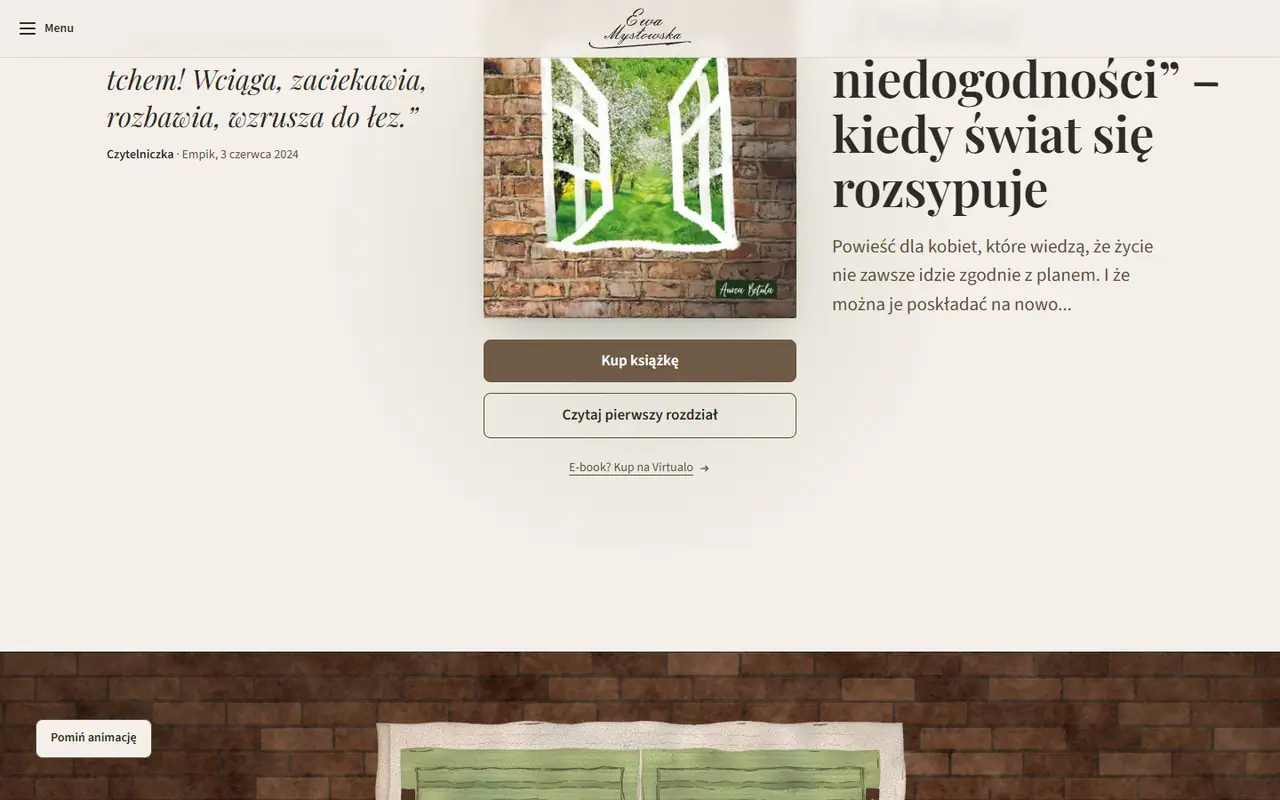 Menu
Ewa
Mysłowska
tchem! Wciąga, zaciekawia,
rozbawia, wzrusza do łez.”
Czytelniczka · Empik, 3 czerwca 2024
Aurea Betula
Kup książkę
Czytaj pierwszy rozdział
E-book? Kup na Virtualo →
niedogodności” –
kiedy świat się
rozsypuje
Powieść dla kobiet, które wiedzą, że życie
nie zawsze idzie zgodnie z planem. I że
można je poskładać na nowo...
Pomiń animację